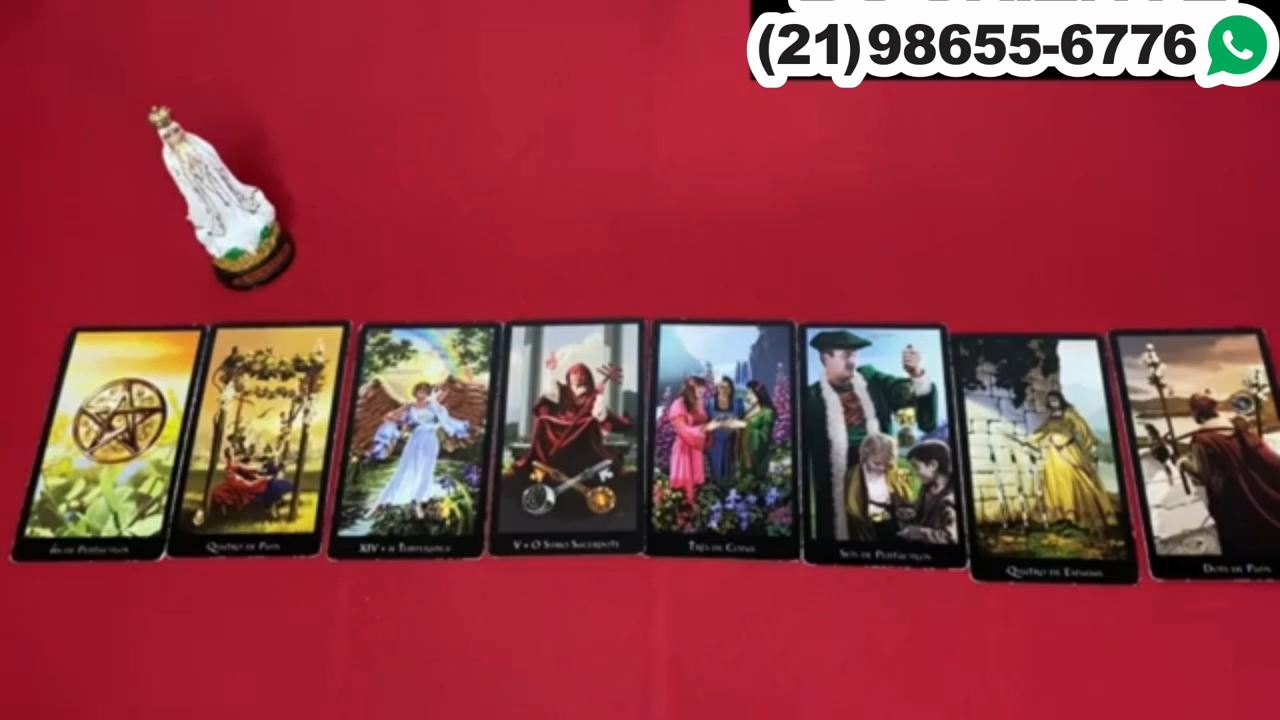 (21)98655-6776
ÁS DE PENTÁCULOS
QUATRO DE PAUS
XIV • A TEMPERANÇA
V • O SUMO SACERDOTE
TRÊS DE COPAS
SEIS DE PENTÁCULOS
QUATRO DE ESPADAS
DOIS DE PAUS